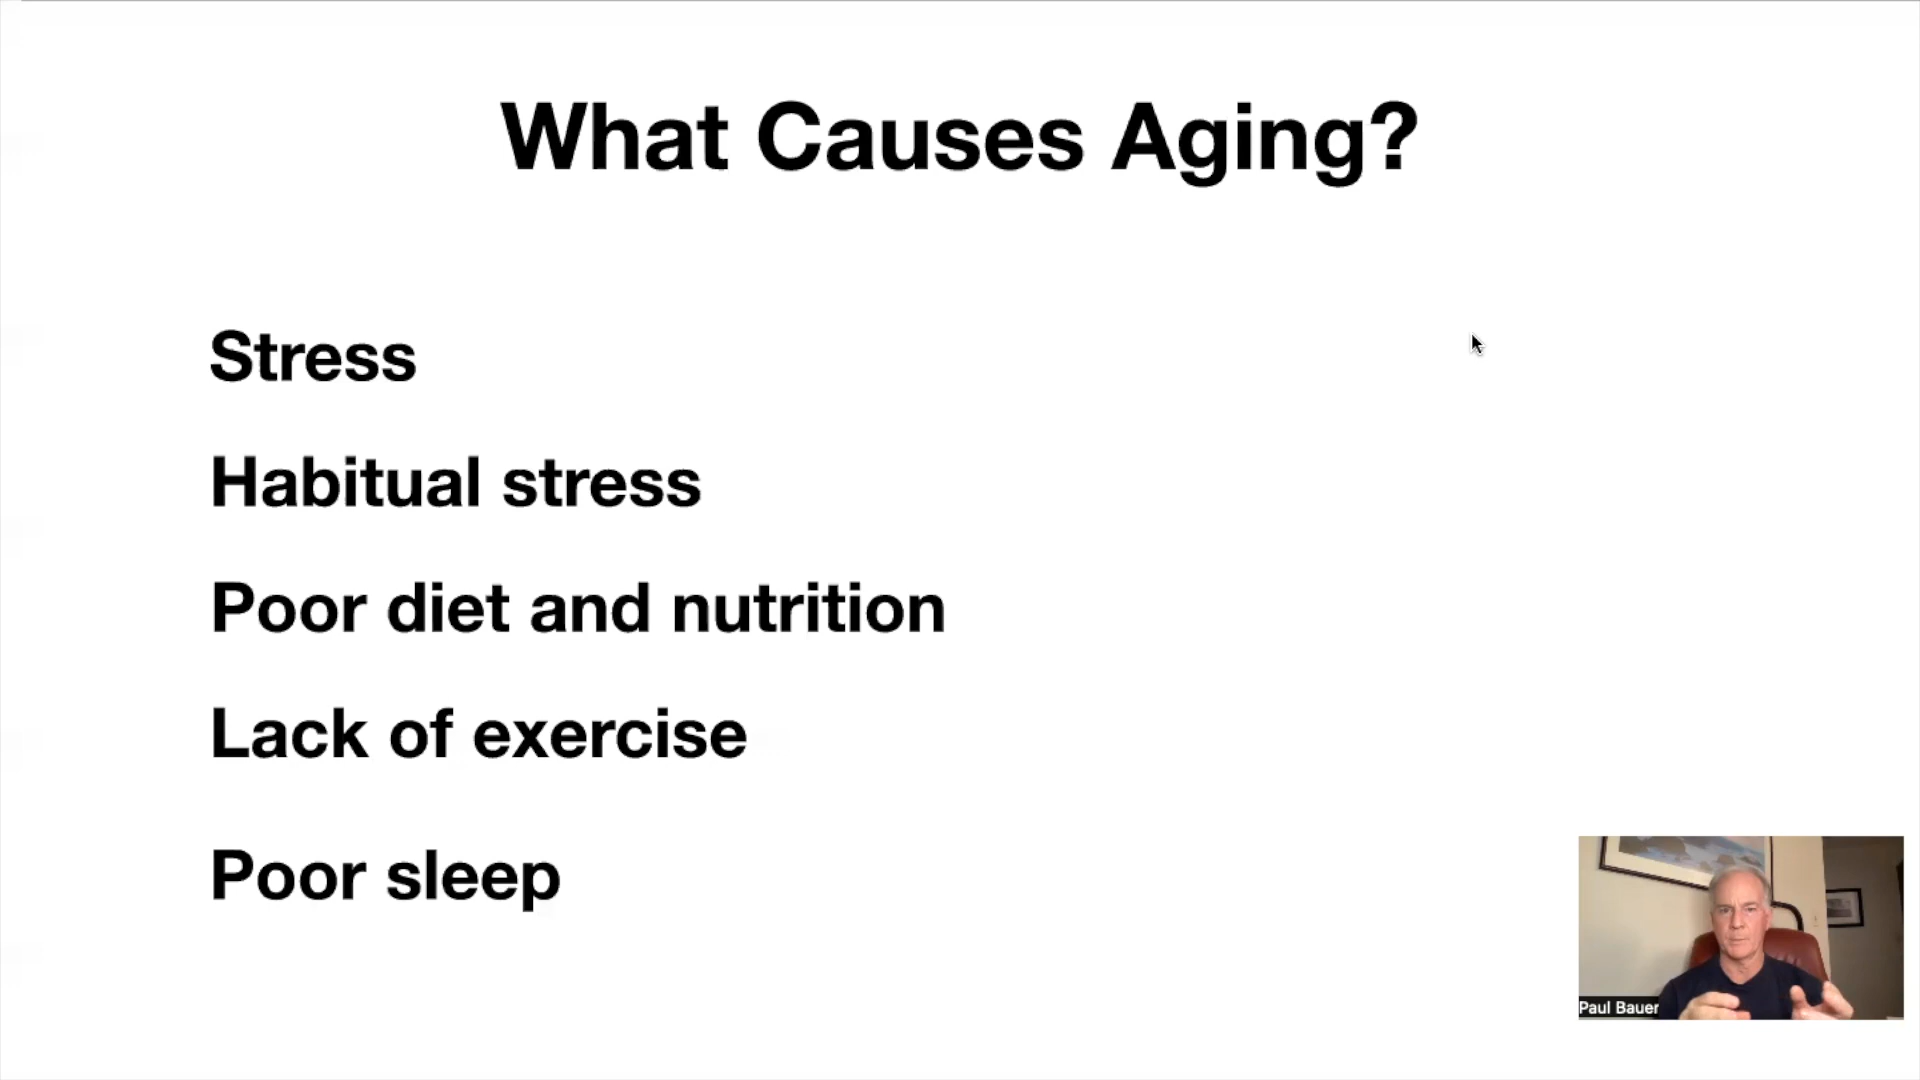 What Causes Aging?
Stress
Habitual stress
Poor diet and nutrition
Lack of exercise
Poor sleep
Paul Bauer